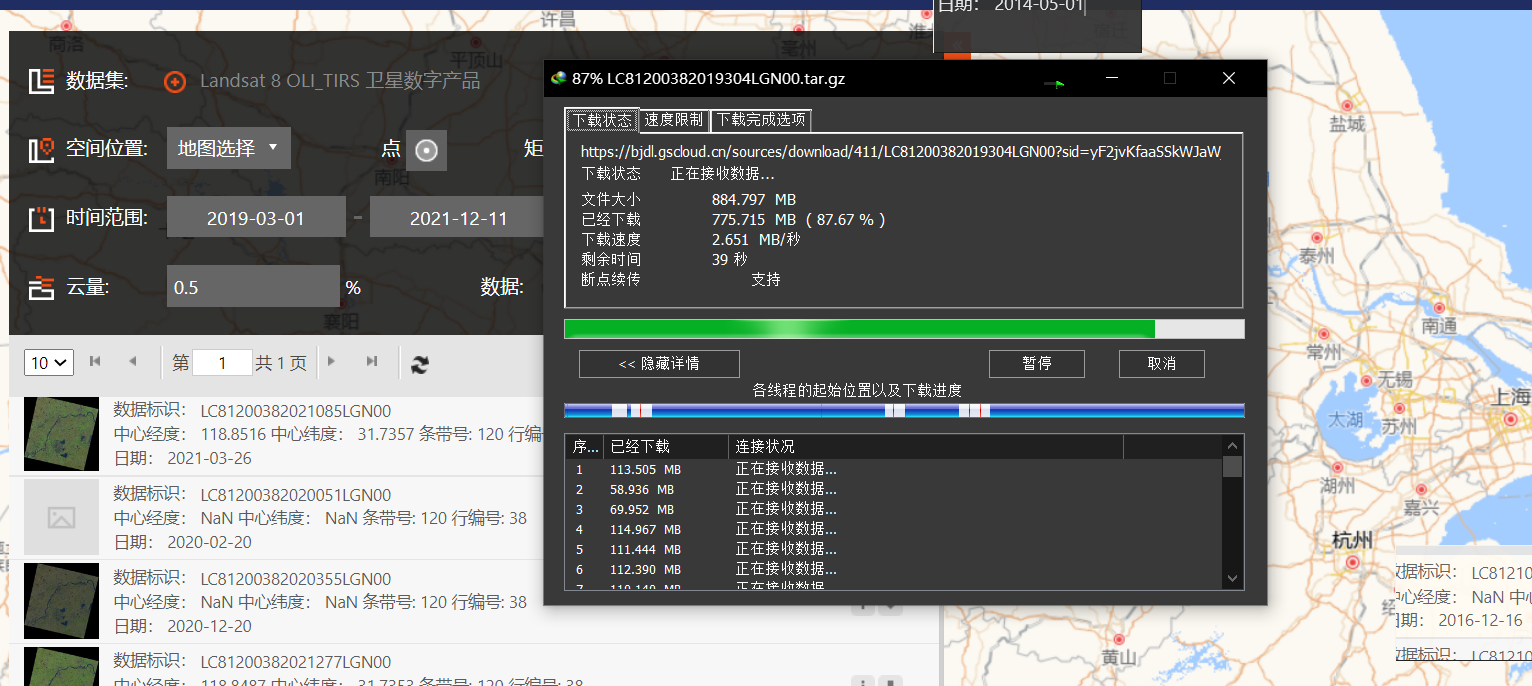 日期： 2014-05-01
许昌
商洛
平顶山
亳州
数据集:
Landsat 8 OLI_TIRS 卫星数字产品
空间位置:
地图选择
点
矩
南阳
时间范围:
2019-03-01
-
2021-12-11
云量:
0.5
%
数据:
襄阳
10
第
1
共 1 页
数据标识： LC81200382021085LGN00
中心经度： 118.8516 中心纬度： 31.7357 条带号: 120 行编
日期： 2021-03-26
数据标识： LC81200382020051LGN00
中心经度： NaN 中心纬度： NaN 条带号: 120 行编号: 38
日期： 2020-02-20
数据标识： LC81200382020355LGN00
中心经度： NaN 中心纬度： NaN 条带号: 120 行编号: 38
日期： 2020-12-20
数据标识： LC81200382021277LGN00
中心经度： 118.8487 中心纬度： 31.7353 条带号: 120 行编号: 38
87% LC81200382019304LGN00.tar.gz
下载状态
速度限制
下载完成选项
https://bjdl.gscloud.cn/sources/download/411/LC81200382019304LGN00?sid=yF2jvKfaaSSkWJaW
下载状态 正在接收数据...
文件大小 884.797 MB
已经下载 775.715 MB ( 87.67 % )
下载速度 2.651 MB/秒
剩余时间 39 秒
断点续传 支持
<< 隐藏详情
暂停
取消
各线程的起始位置以及下载进度
序... 已经下载 连接状况
1 113.505 MB 正在接收数据...
2 58.936 MB 正在接收数据...
3 69.952 MB 正在接收数据...
4 114.967 MB 正在接收数据...
5 111.444 MB 正在接收数据...
6 112.390 MB 正在接收数据...
正在接收数据...
盐城
泰州
南通
常州
无锡
上海
太湖
苏州
湖州
嘉兴
杭州
黄山
数据标识： LC81210
中心经度： NaN 中心
日期： 2016-12-16
数据标识： LC81210